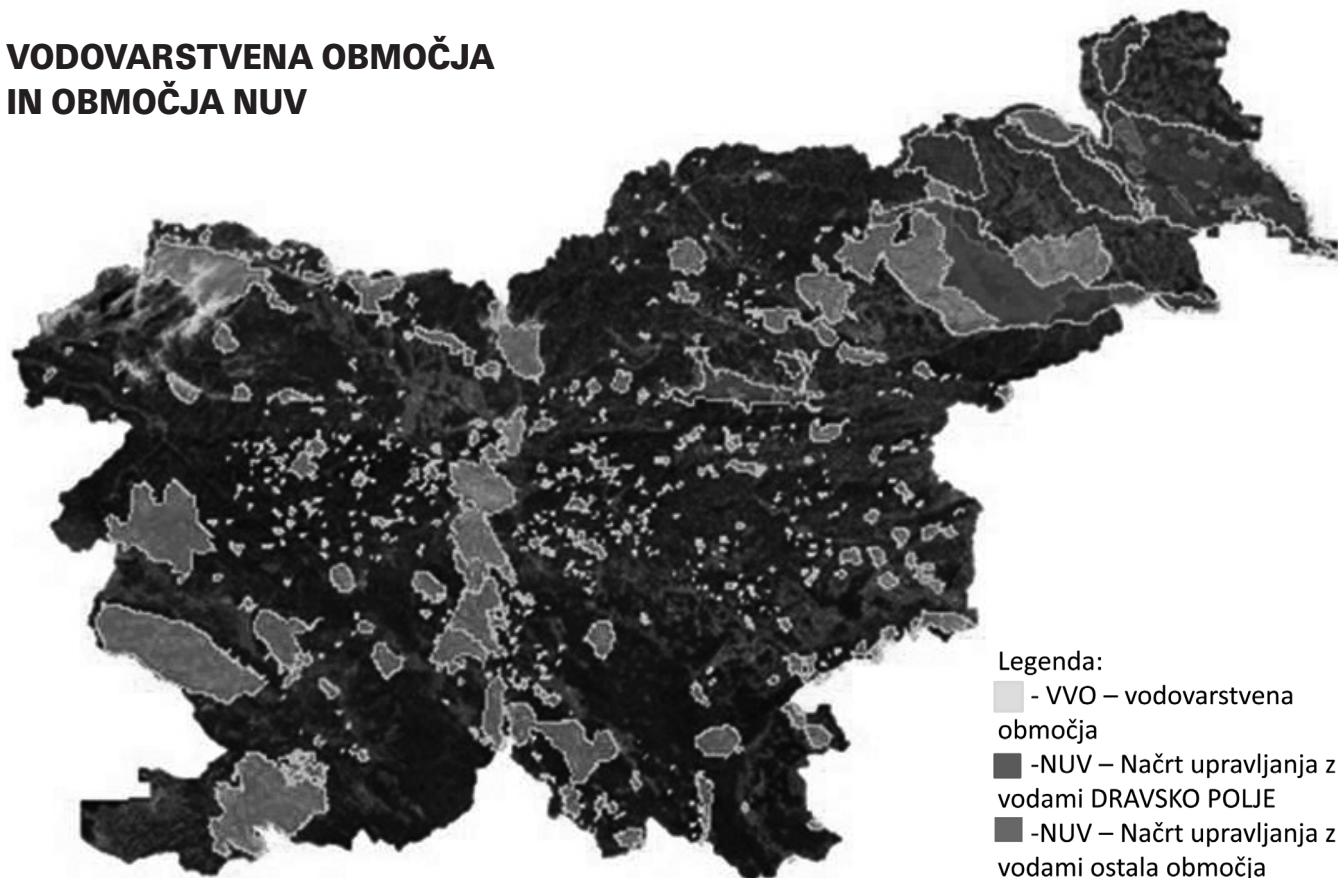 VODOVARSTVENA OBMOČJA
IN OBMOČJA NUV
Legenda:
- VVO – vodovarstvena
območja
-NUV – Načrt upravljanja z
vodami DRAVSKO POLJE
-NUV – Načrt upravljanja z
vodami ostala območja